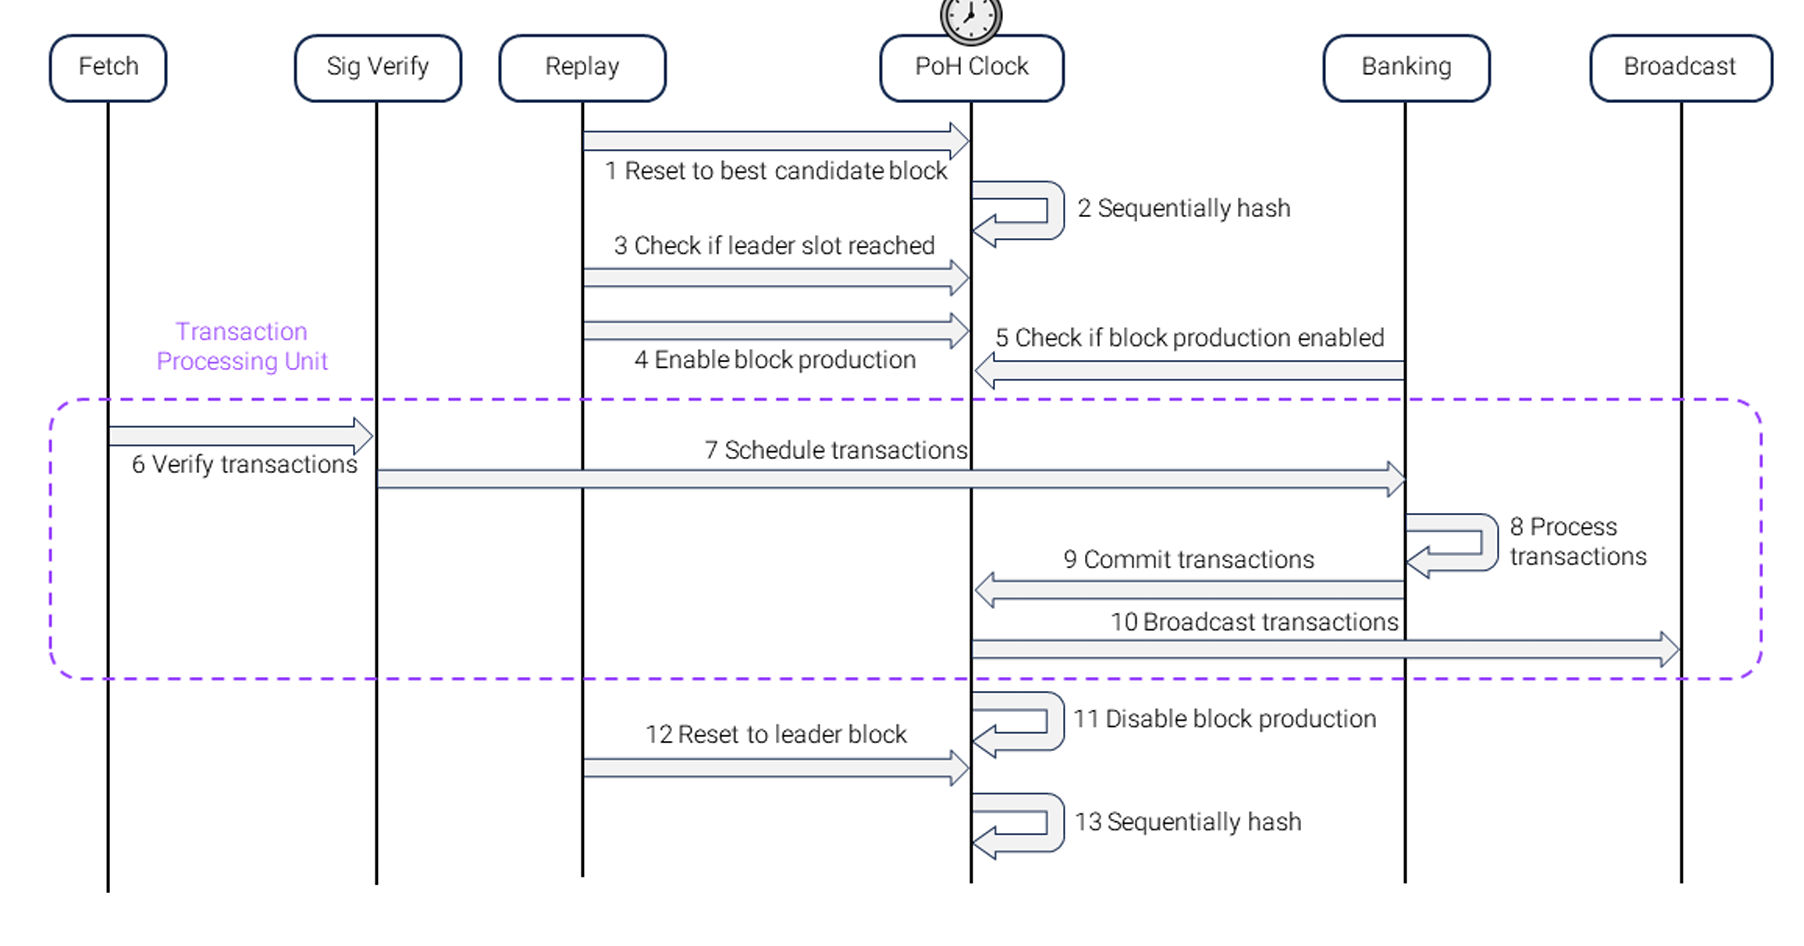 Fetch
Sig Verify
Replay
PoH Clock
Banking
Broadcast
1 Reset to best candidate block
2 Sequentially hash
3 Check if leader slot reached
Transaction
Processing Unit
4 Enable block production
5 Check if block production enabled
6 Verify transactions
7 Schedule transactions
8 Process
transactions
9 Commit transactions
10 Broadcast transactions
11 Disable block production
12 Reset to leader block
13 Sequentially hash